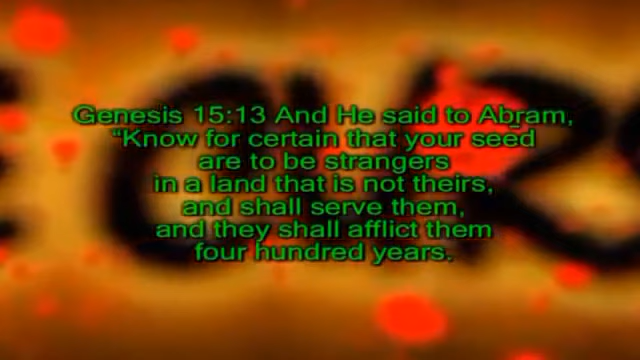 Genesis 15:13 And He said to Abram,
“Know for certain that your seed
are to be strangers
in a land that is not theirs,
and shall serve them,
and they shall afflict them
four hundred years.